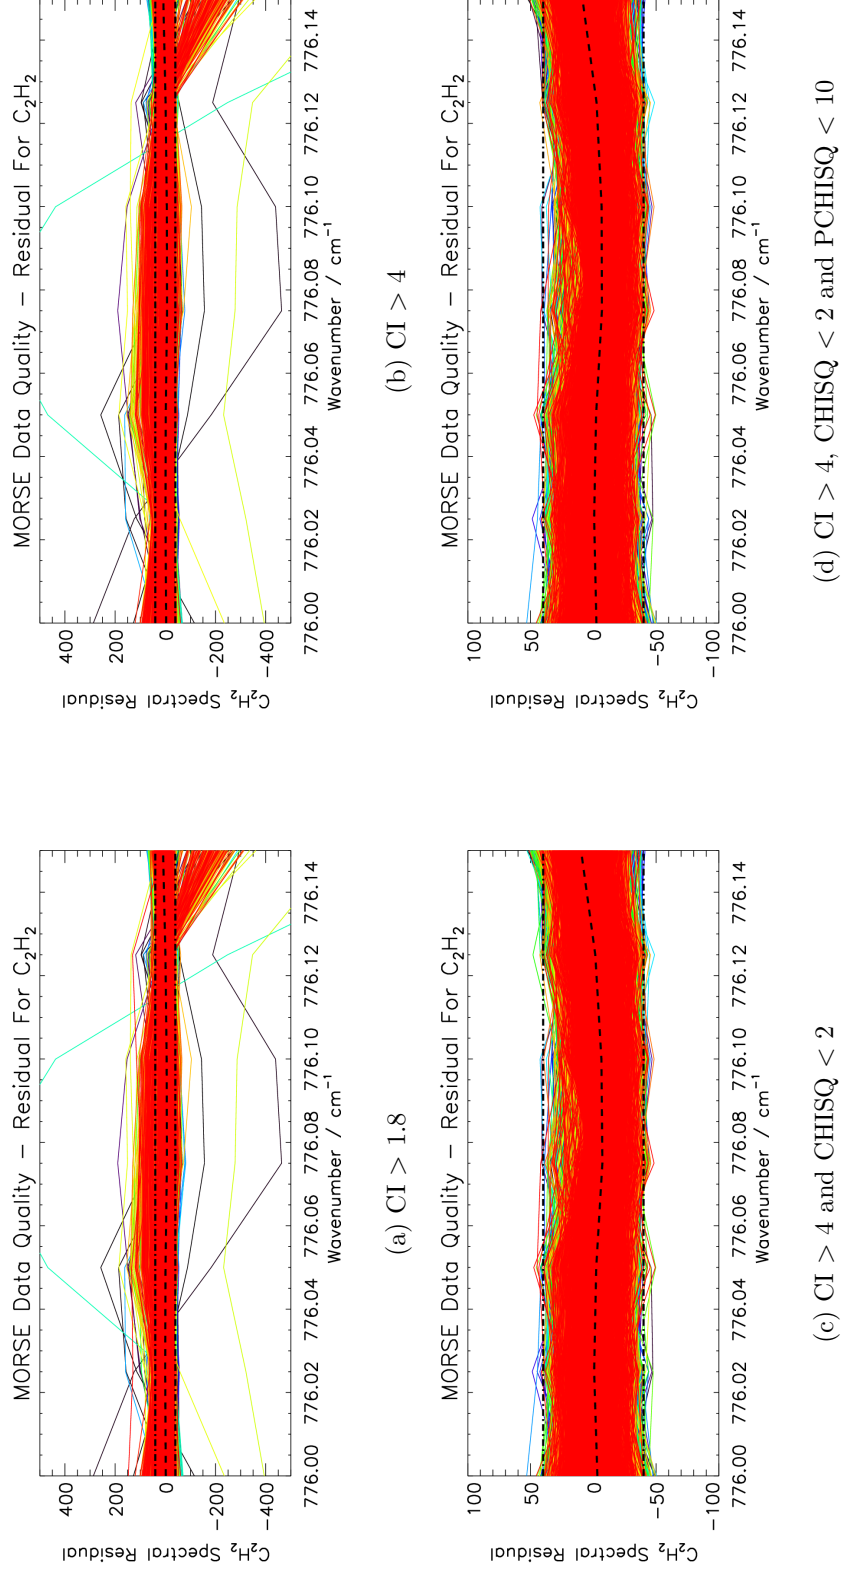 MORSE Data Quality − Residual For C₂H₂
400
200
0
−200
−400
C₂H₂ Spectral Residual
776.00 776.02 776.04 776.06 776.08 776.10 776.12 776.14
Wavenumber / cm⁻¹
(a) CI > 1.8
MORSE Data Quality − Residual For C₂H₂
400
200
0
−200
−400
C₂H₂ Spectral Residual
776.00 776.02 776.04 776.06 776.08 776.10 776.12 776.14
Wavenumber / cm⁻¹
(b) CI > 4
MORSE Data Quality − Residual For C₂H₂
100
50
0
−50
−100
C₂H₂ Spectral Residual
776.00 776.02 776.04 776.06 776.08 776.10 776.12 776.14
Wavenumber / cm⁻¹
(c) CI > 4 and CHISQ < 2
MORSE Data Quality − Residual For C₂H₂
100
50
0
−50
−100
C₂H₂ Spectral Residual
776.00 776.02 776.04 776.06 776.08 776.10 776.12 776.14
Wavenumber / cm⁻¹
(d) CI > 4, CHISQ < 2 and PCHISQ < 10